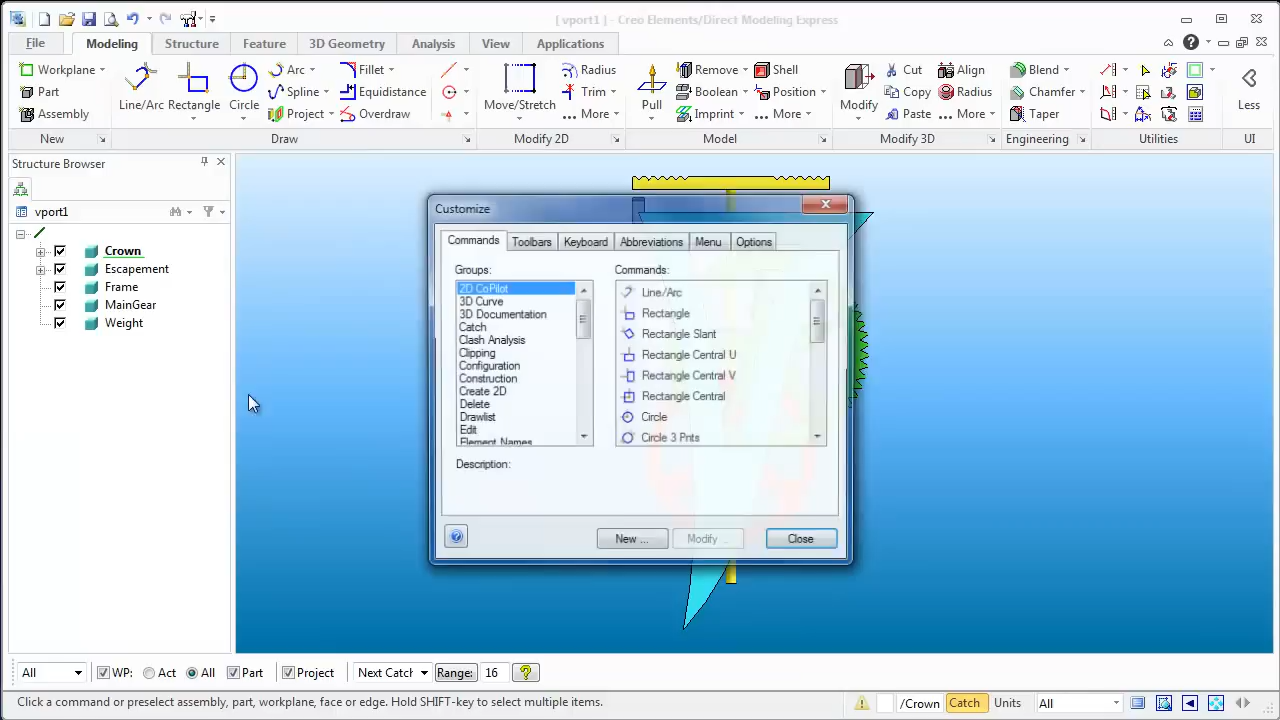 [ vport1 ] - Creo Elements/Direct Modeling Express
File Modeling Structure Feature 3D Geometry Analysis View Applications
Workplane Line/Arc Rectangle Circle Arc Fillet Move/Stretch Radius Pull Remove Shell Modify Cut Align Blend Less
Part Spline Equidistance Trim Boolean Position Copy Radius Chamfer
Assembly Project Overdraw ... More Imprint ... More Paste ... More Taper
New Draw Modify 2D Model Modify 3D Engineering Utilities UI
Structure Browser
vport1
Crown
Escapement
Frame
MainGear
Weight
Customize
Commands Toolbars Keyboard Abbreviations Menu Options
Groups: Commands:
2D CoPilot
3D Curve
3D Documentation
Catch
Clash Analysis
Clipping
Configuration
Construction
Create 2D
Delete
Drawlist
Edit
Element Names
Line/Arc
Rectangle
Rectangle Slant
Rectangle Central U
Rectangle Central V
Rectangle Central
Circle
Circle 3 Pnts
Description:
New ... Modify ... Close
All WP: Act All Part Project Next Catch Range: 16
Click a command or preselect assembly, part, workplane, face or edge. Hold SHIFT-key to select multiple items. /Crown Catch Units All